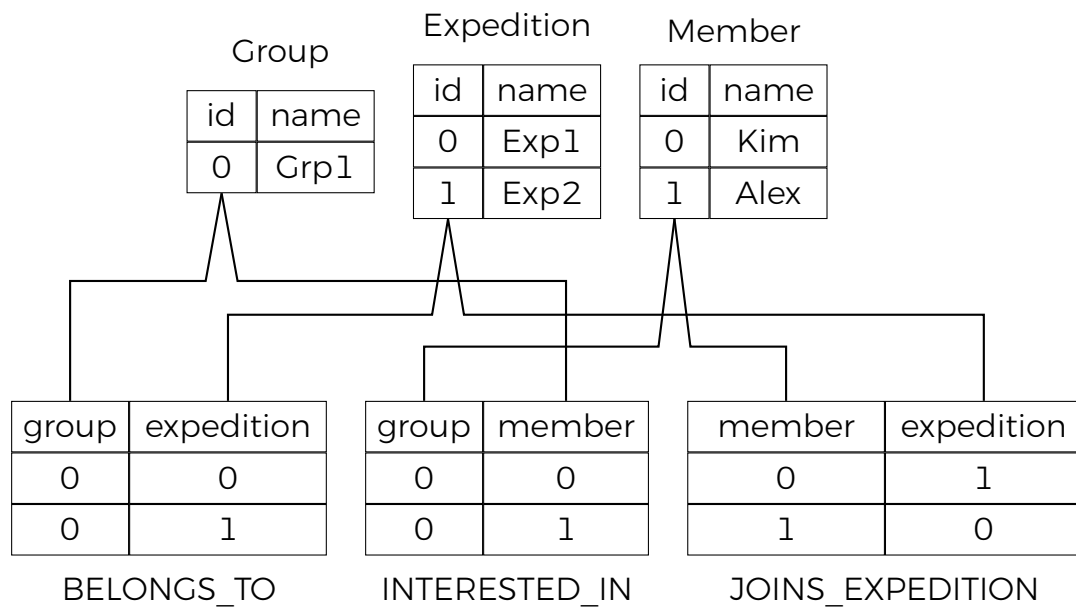 Group
id name
0 Grp1
Expedition
id name
0 Exp1
1 Exp2
Member
id name
0 Kim
1 Alex
group expedition
0 0
0 1
BELONGS_TO
group member
0 0
0 1
INTERESTED_IN
member expedition
0 1
1 0
JOINS_EXPEDITION